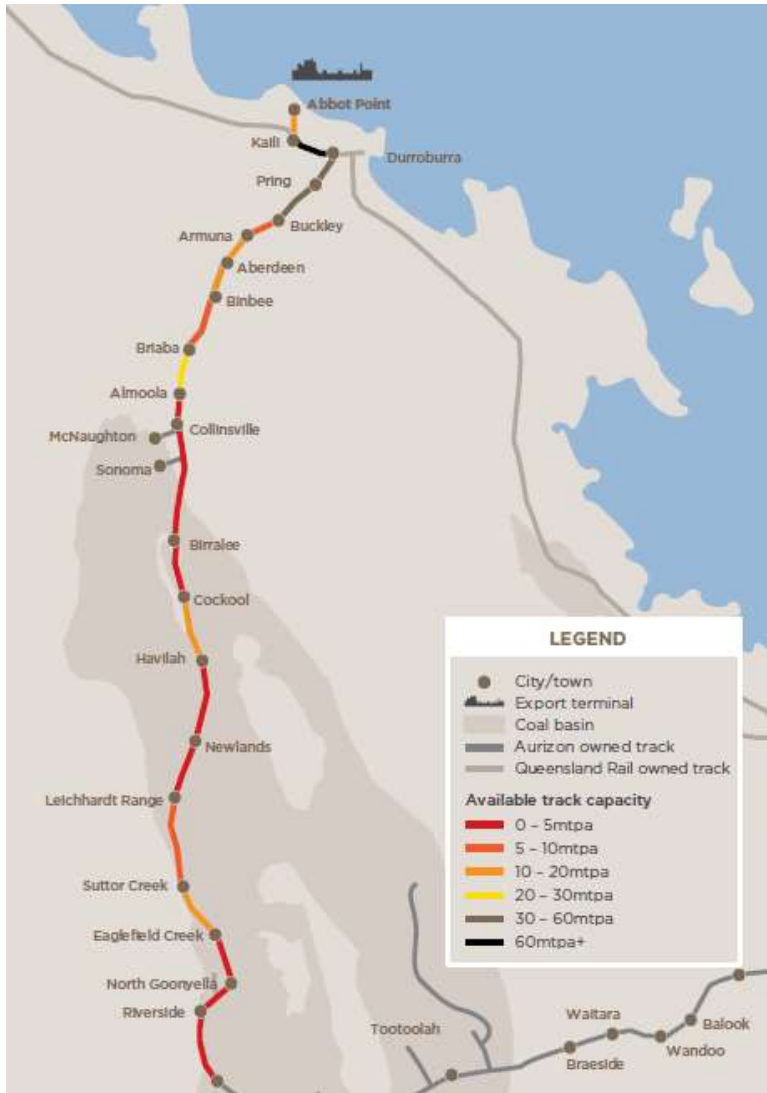 Abbot Point
Kaili
Durroburra
Pring
Buckley
Armuna
Aberdeen
Binbee
Briaba
Almoola
Collinsville
McNaughton
Sonoma
Birralee
Cockool
Havilah
Newlands
Leichhardt Range
Suttor Creek
Eaglefield Creek
North Goonyella
Riverside
Tootoolah
Waitara
Balook
Wandoo
Braeside
LEGEND
City/town
Export terminal
Coal basin
Aurizon owned track
Queensland Rail owned track
Available track capacity
0 – 5mtpa
5 – 10mtpa
10 – 20mtpa
20 – 30mtpa
30 – 60mtpa
60mtpa+